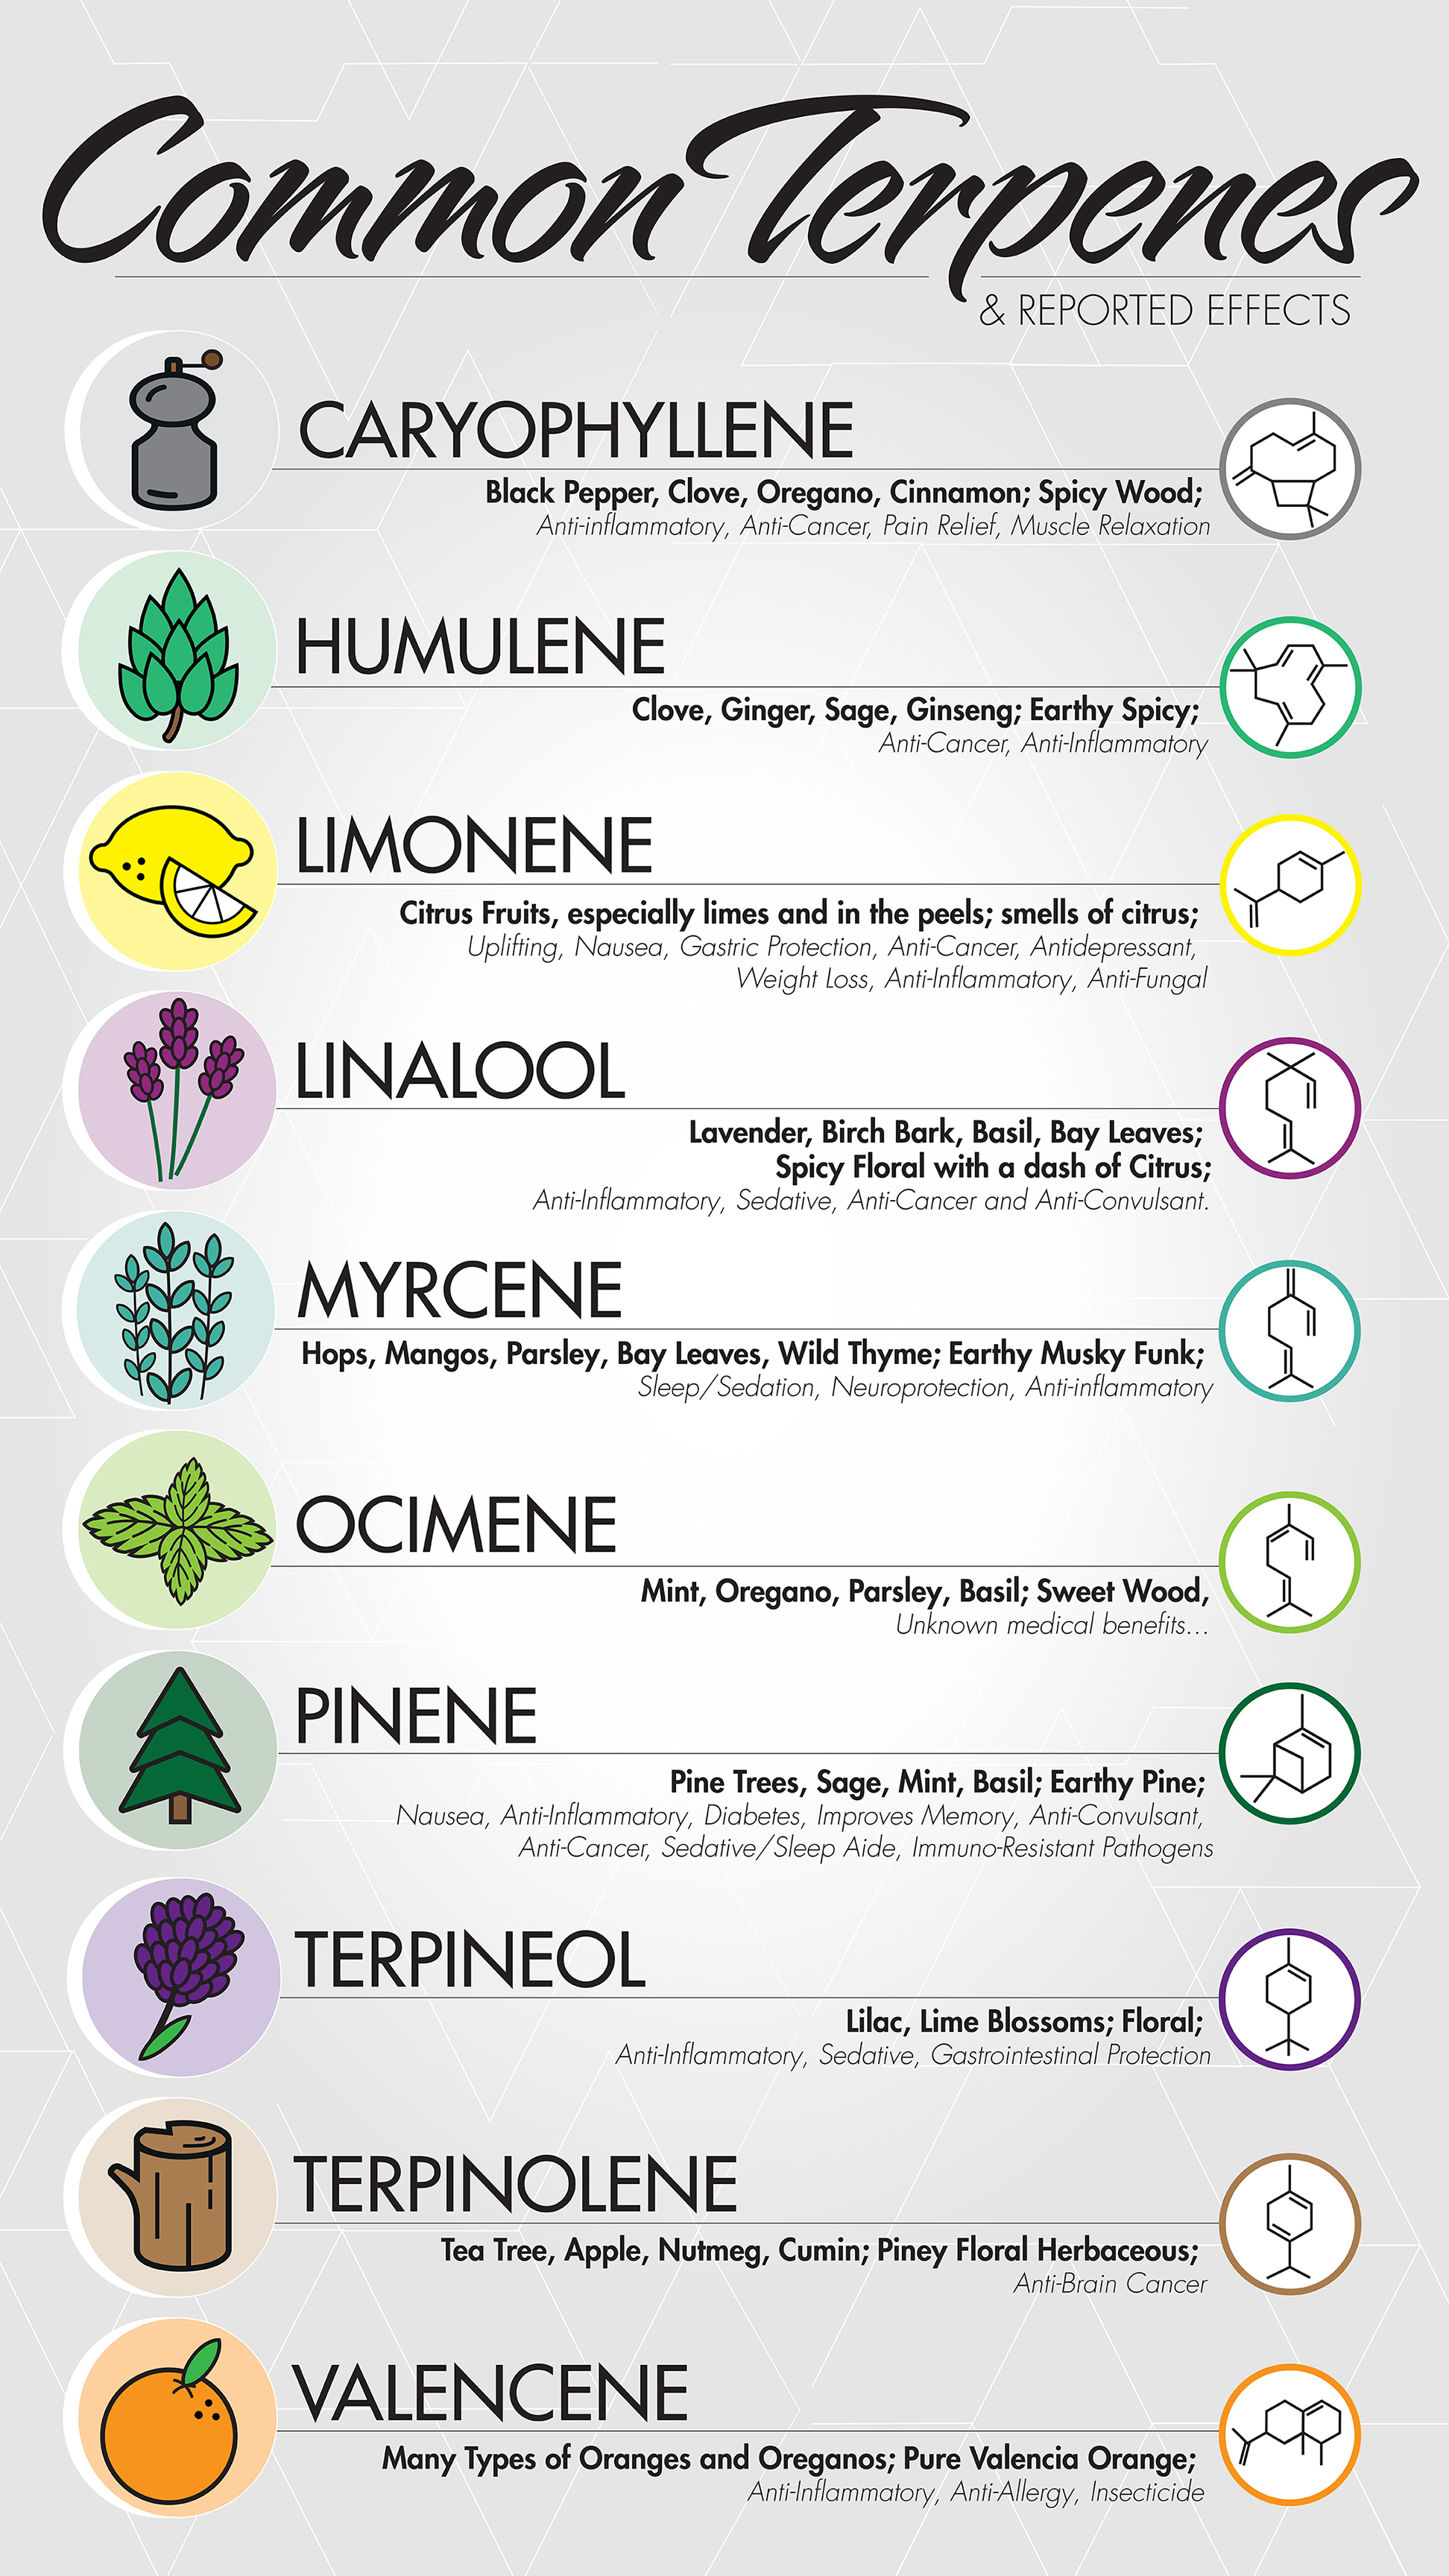 Common Terpenes
& REPORTED EFFECTS
CARYOPHYLLENE
Black Pepper, Clove, Oregano, Cinnamon; Spicy Wood;
Anti-inflammatory, Anti-Cancer, Pain Relief, Muscle Relaxation
HUMULENE
Clove, Ginger, Sage, Ginseng; Earthy Spicy;
Anti-Cancer, Anti-Inflammatory
LIMONENE
Citrus Fruits, especially limes and in the peels; smells of citrus;
Uplifting, Nausea, Gastric Protection, Anti-Cancer, Antidepressant,
Weight Loss, Anti-Inflammatory, Anti-Fungal
LINALOOL
Lavender, Birch Bark, Basil, Bay Leaves;
Spicy Floral with a dash of Citrus;
Anti-Inflammatory, Sedative, Anti-Cancer and Anti-Convulsant.
MYRCENE
Hops, Mangos, Parsley, Bay Leaves, Wild Thyme; Earthy Musky Funk;
Sleep/Sedation, Neuroprotection, Anti-inflammatory
OCIMENE
Mint, Oregano, Parsley, Basil; Sweet Wood,
Unknown medical benefits...
PINENE
Pine Trees, Sage, Mint, Basil; Earthy Pine;
Nausea, Anti-Inflammatory, Diabetes, Improves Memory, Anti-Convulsant,
Anti-Cancer, Sedative/Sleep Aide, Immuno-Resistant Pathogens
TERPINEOL
Lilac, Lime Blossoms; Floral;
Anti-Inflammatory, Sedative, Gastrointestinal Protection
TERPINOLENE
Tea Tree, Apple, Nutmeg, Cumin; Piney Floral Herbaceous;
Anti-Brain Cancer
VALENCENE
Many Types of Oranges and Oreganos; Pure Valencia Orange;
Anti-Inflammatory, Anti-Allergy, Insecticide